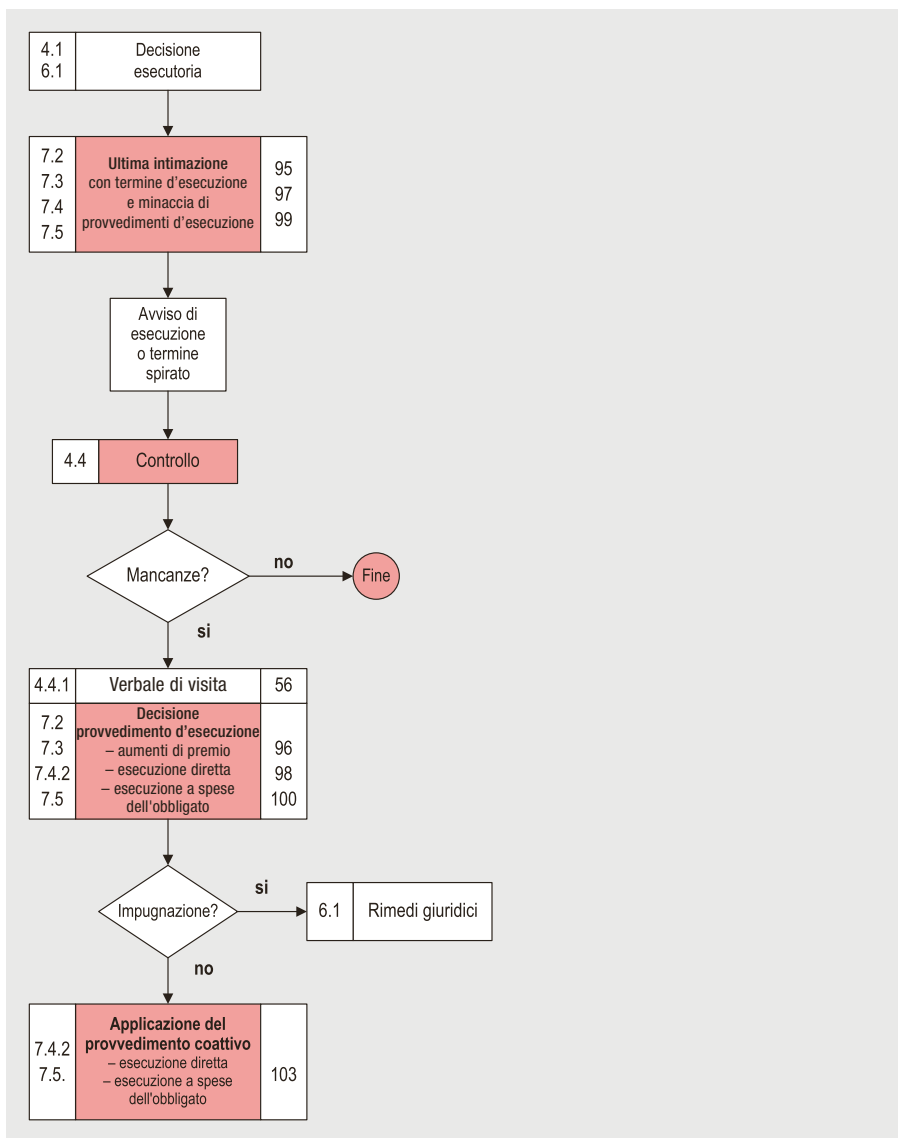 4.1
6.1
Decisione
esecutoria
7.2
7.3
7.4
7.5
Ultima intimazione
con termine d'esecuzione
e minaccia di
provvedimenti d'esecuzione
95
97
99
Avviso di
esecuzione
o termine
spirato
4.4
Controllo
Mancanze?
no
Fine
si
4.4.1
Verbale di visita
56
7.2
7.3
7.4.2
7.5
Decisione
provvedimento d'esecuzione
– aumenti di premio
– esecuzione diretta
– esecuzione a spese
dell'obbligato
96
98
100
Impugnazione?
si
6.1
Rimedi giuridici
no
7.4.2
7.5.
Applicazione del
provvedimento coattivo
– esecuzione diretta
– esecuzione a spese
dell'obbligato
103